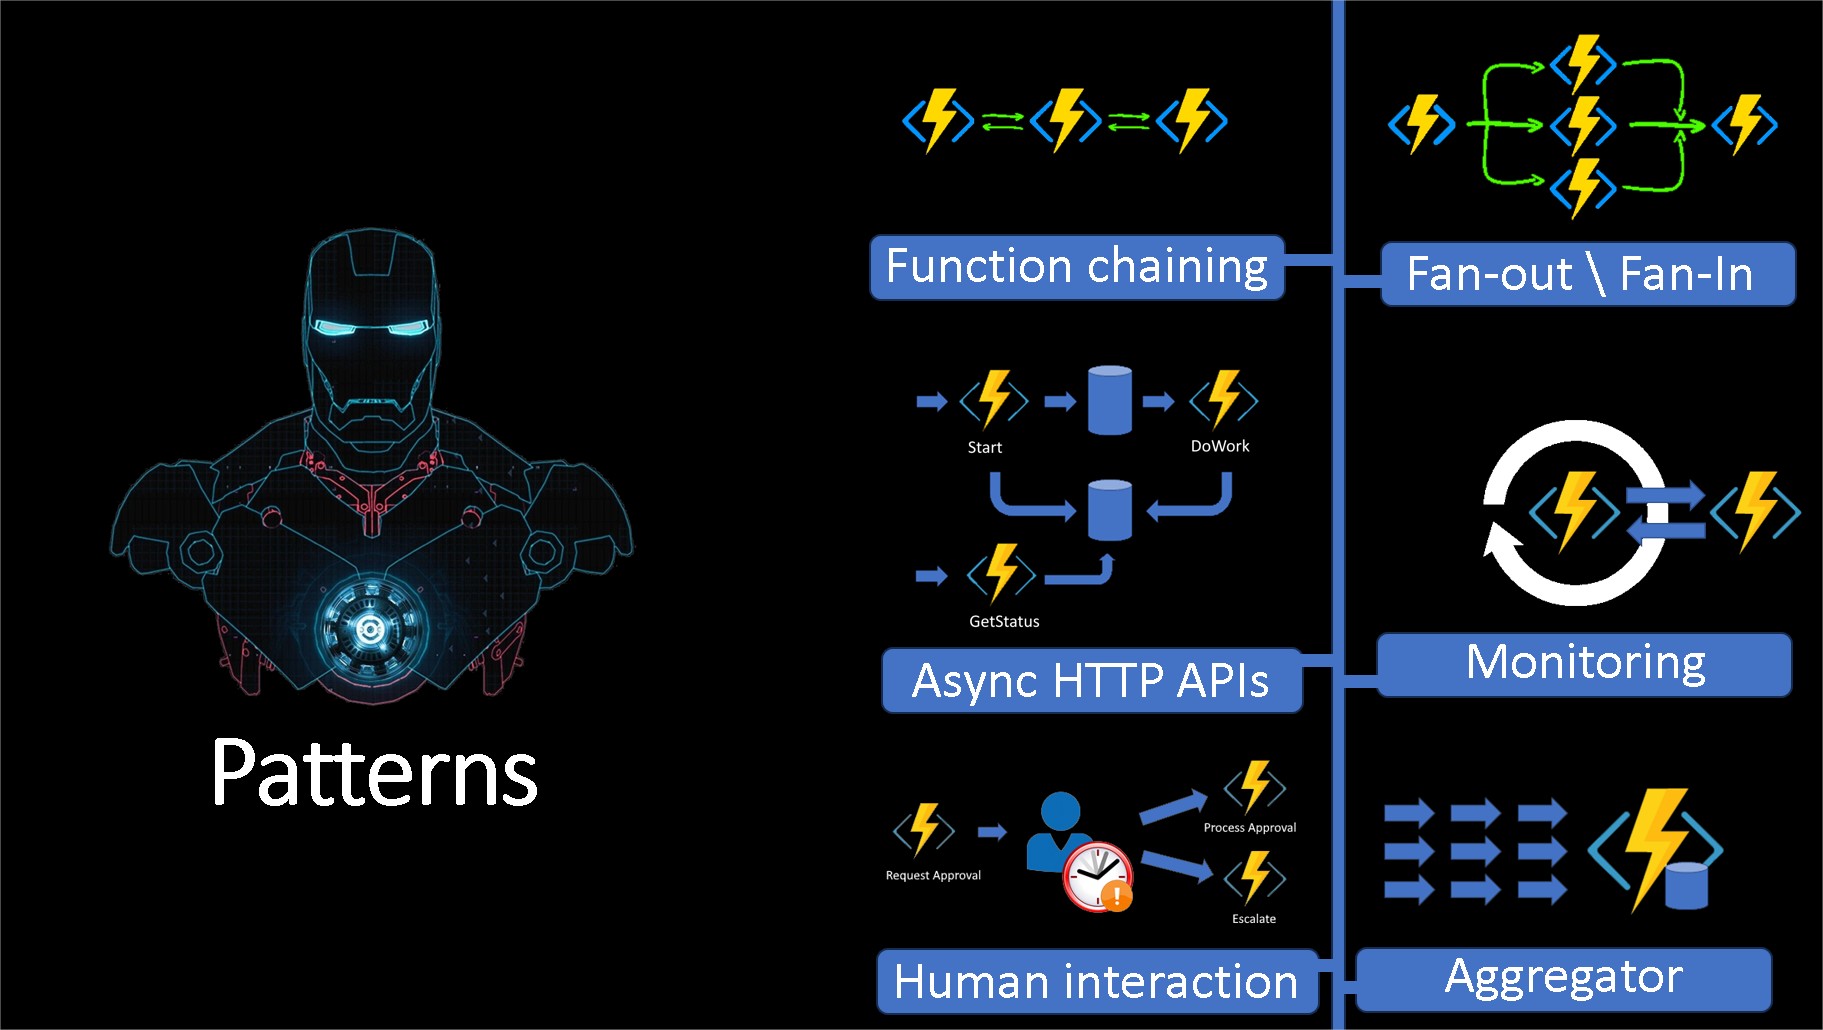 Patterns
Function chaining
Fan-out \ Fan-In
Start
DoWork
GetStatus
Async HTTP APIs
Monitoring
Request Approval
Process Approval
Escalate
Human interaction
Aggregator